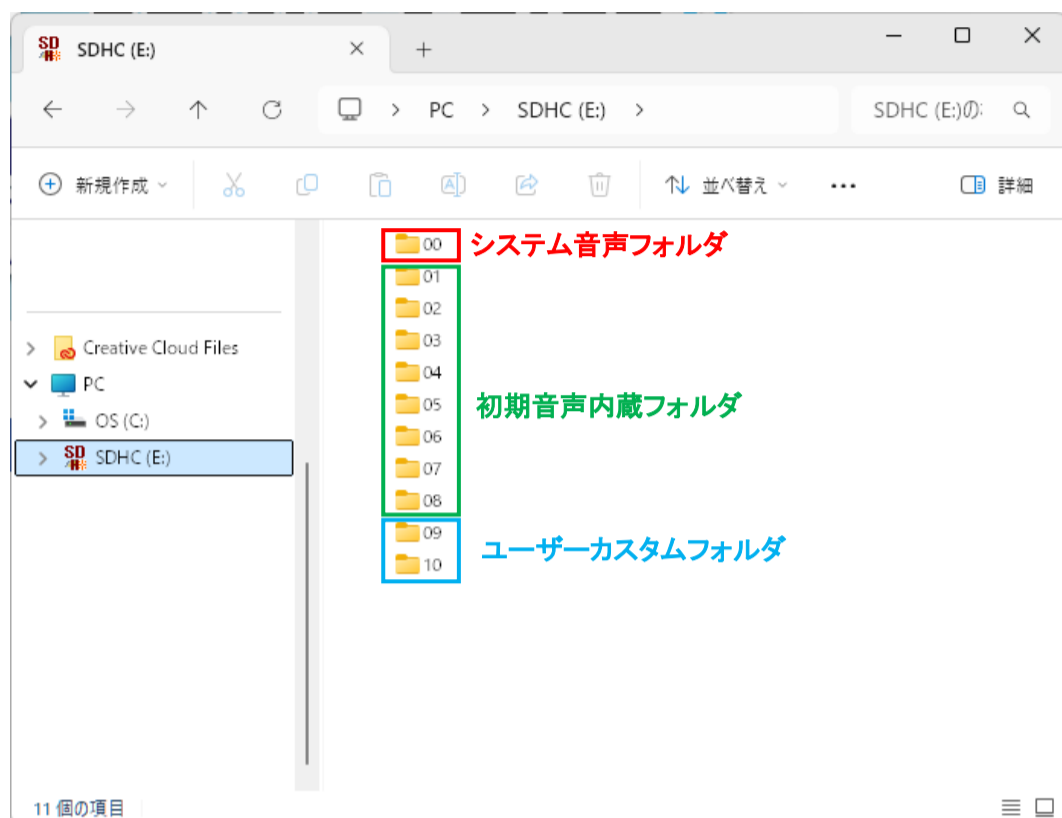 SDHC (E:)
PC
SDHC (E:)
SDHC (E:)の
新規作成
並べ替え
詳細
00 システム音声フォルダ
01
02
03
04
05
初期音声内蔵フォルダ
06
07
08
09
ユーザーカスタムフォルダ
10
Creative Cloud Files
PC
OS (C:)
SD SDHC (E:)
11 個の項目